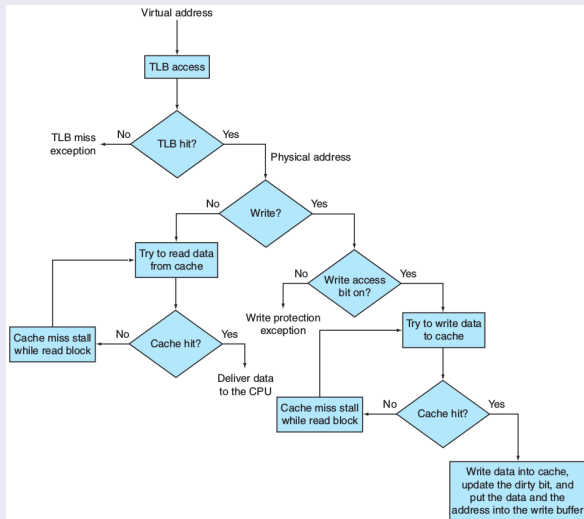 Virtual address
TLB access
TLB miss
exception
No
TLB hit?
Yes
Physical address
No
Write?
Yes
Try to read data
from cache
No
Write access
bit on?
Yes
Write protection
exception
Try to write data
to cache
Cache miss stall
while read block
No
Cache hit?
Yes
Deliver data
to the CPU
Cache miss stall
while read block
No
Cache hit?
Yes
Write data into cache,
update the dirty bit, and
put the data and the
address into the write buffer